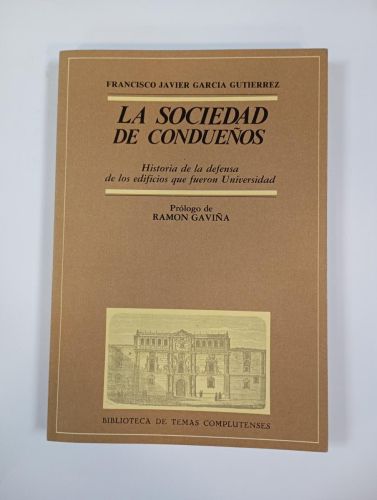 FRANCISCO JAVIER GARCIA GUTIERREZ
LA SOCIEDAD
DE CONDUEÑOS
Historia de la defensa
de los edificios que fueron Universidad
Prólogo de
RAMON GAVIÑA
BIBLIOTECA DE TEMAS COMPLUTENSES